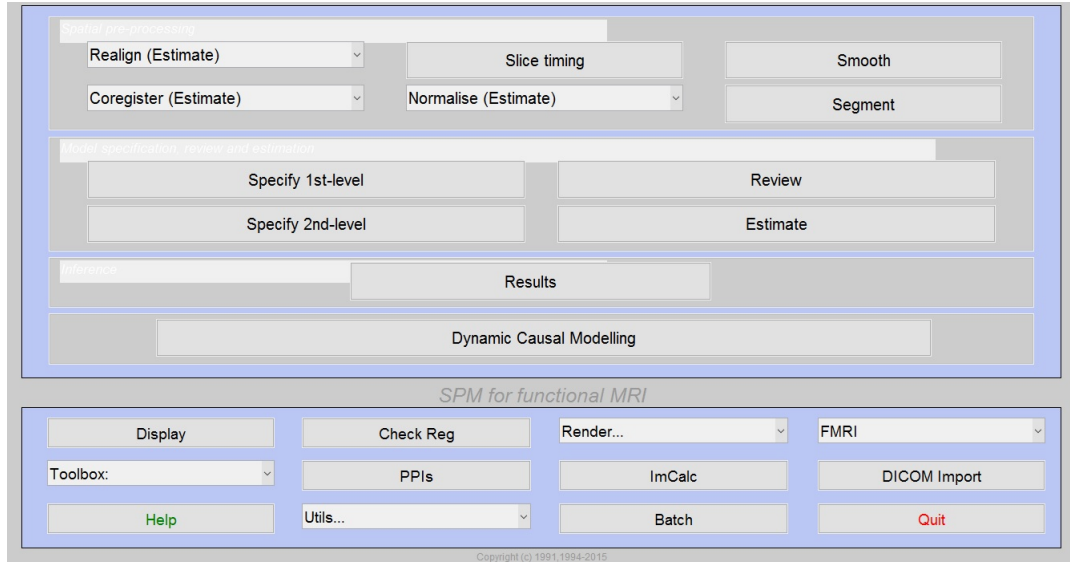 Spatial pre-processing
Realign (Estimate)
Slice timing
Smooth
Coregister (Estimate)
Normalise (Estimate)
Segment
Model specification, review and estimation
Specify 1st-level
Review
Specify 2nd-level
Estimate
Inference
Results
Dynamic Causal Modelling
SPM for functional MRI
Display
Check Reg
Render...
FMRI
Toolbox:
PPIs
ImCalc
DICOM Import
Help
Utils...
Batch
Quit
Copyright (c) 1991,1994-2015